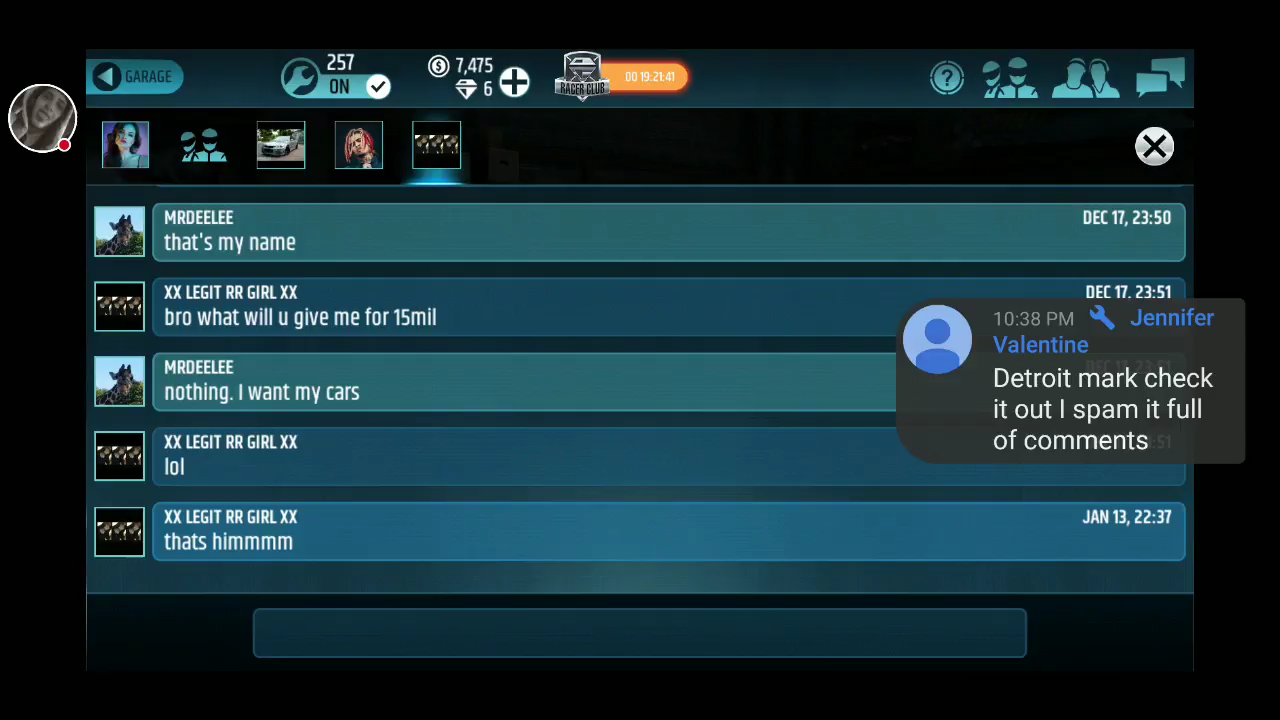 GARAGE
257
ON
7,475
6
RACER CLUB
0D 19:21:41
?
MRDEELEE
DEC 17, 23:50
that's my name
XX LEGIT RR GIRL XX
DEC 17, 23:51
bro what will u give me for 15mil
MRDEELEE
nothing. I want my cars
XX LEGIT RR GIRL XX
lol
XX LEGIT RR GIRL XX
JAN 13, 22:37
thats himmmm
10:38 PM Jennifer
Valentine
Detroit mark check
it out I spam it full
of comments